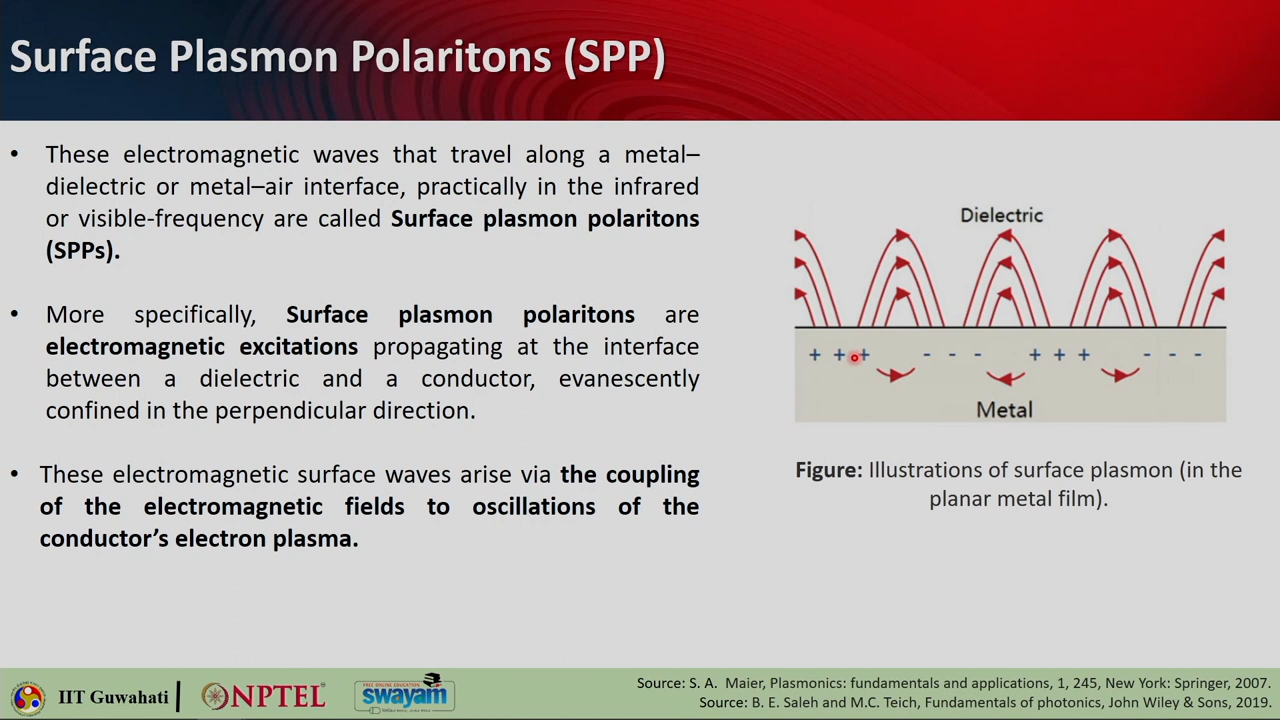 Surface Plasmon Polaritons (SPP)
• These electromagnetic waves that travel along a metal–
dielectric or metal–air interface, practically in the infrared
or visible-frequency are called Surface plasmon polaritons
(SPPs).
• More specifically, Surface plasmon polaritons are
electromagnetic excitations propagating at the interface
between a dielectric and a conductor, evanescently
confined in the perpendicular direction.
• These electromagnetic surface waves arise via the coupling
of the electromagnetic fields to oscillations of the
conductor’s electron plasma.
Dielectric
+ + + - - - + + + - - -
Metal
Figure: Illustrations of surface plasmon (in the
planar metal film).
IIT Guwahati
NPTEL
FREE ONLINE EDUCATION
swayam
Source: S. A. Maier, Plasmonics: fundamentals and applications, 1, 245, New York: Springer, 2007.
Source: B. E. Saleh and M.C. Teich, Fundamentals of photonics, John Wiley & Sons, 2019.